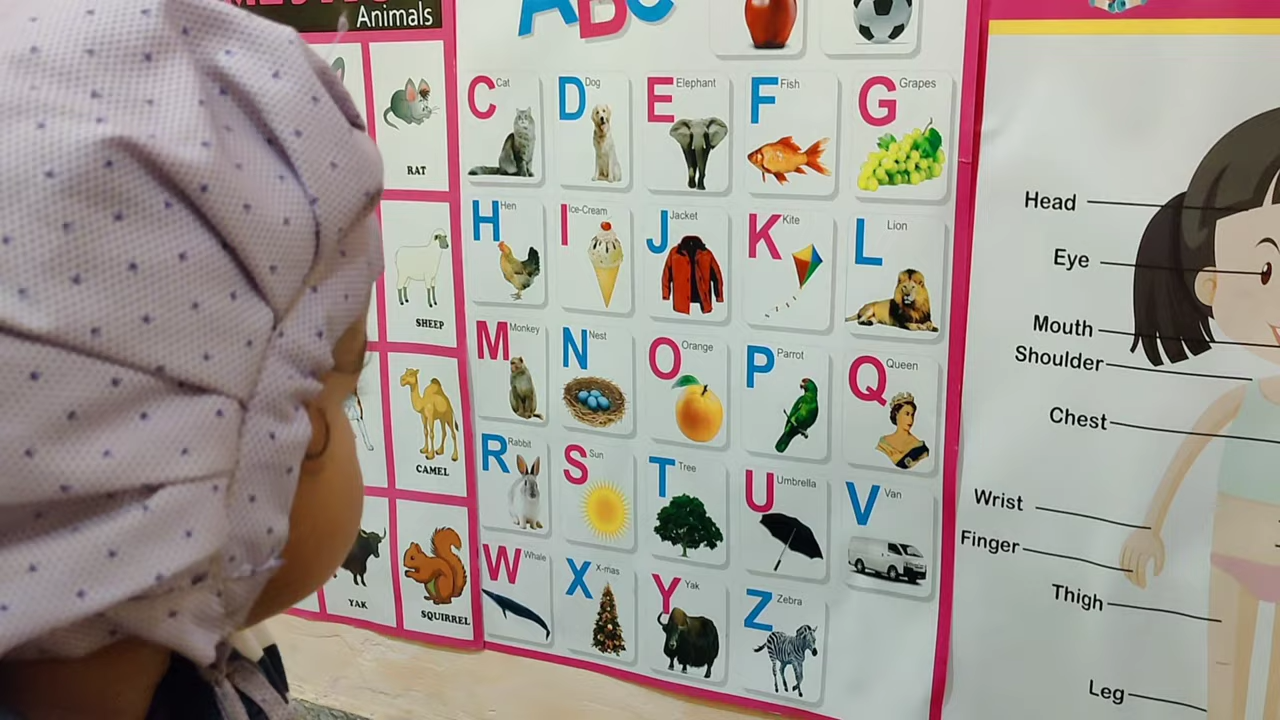 Animals
RAT
SHEEP
CAMEL
YAK
SQUIRREL
ABC
C Cat
D Dog
E Elephant
F Fish
G Grapes
H Hen
I Ice-Cream
J Jacket
K Kite
L Lion
M Monkey
N Nest
O Orange
P Parrot
Q Queen
R Rabbit
S Sun
T Tree
U Umbrella
V Van
W Whale
X X-mas
Y Yak
Z Zebra
Head
Eye
Mouth
Shoulder
Chest
Wrist
Finger
Thigh
Leg